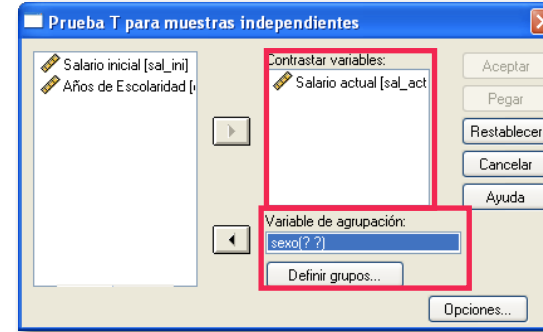 Prueba T para muestras independientes
Salario inicial [sal_ini]
Años de Escolaridad [
Contrastar variables:
Salario actual [sal_act
Variable de agrupación:
sexo(? ?)
Definir grupos...
Aceptar
Pegar
Restablecer
Cancelar
Ayuda
Opciones...